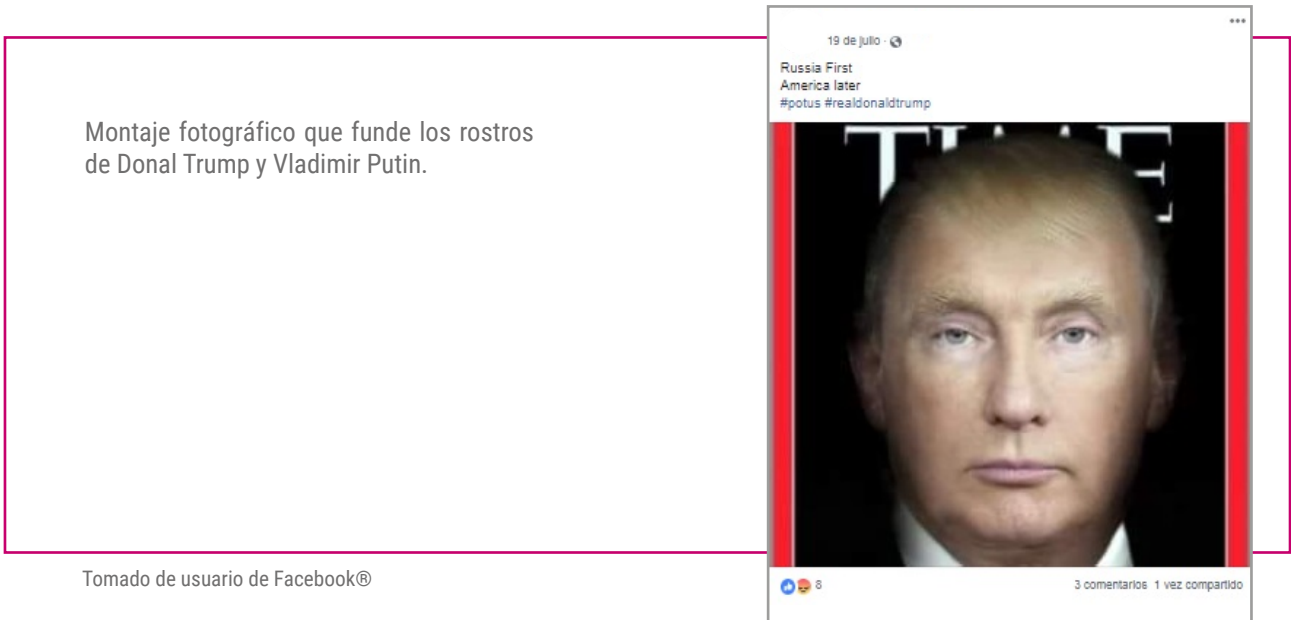 Montaje fotográfico que funde los rostros
de Donal Trump y Vladimir Putin.
Tomado de usuario de Facebook®
19 de julio ·
Russia First
America later
#potus #realdonaldtrump
TIME
8
3 comentarios 1 vez compartido